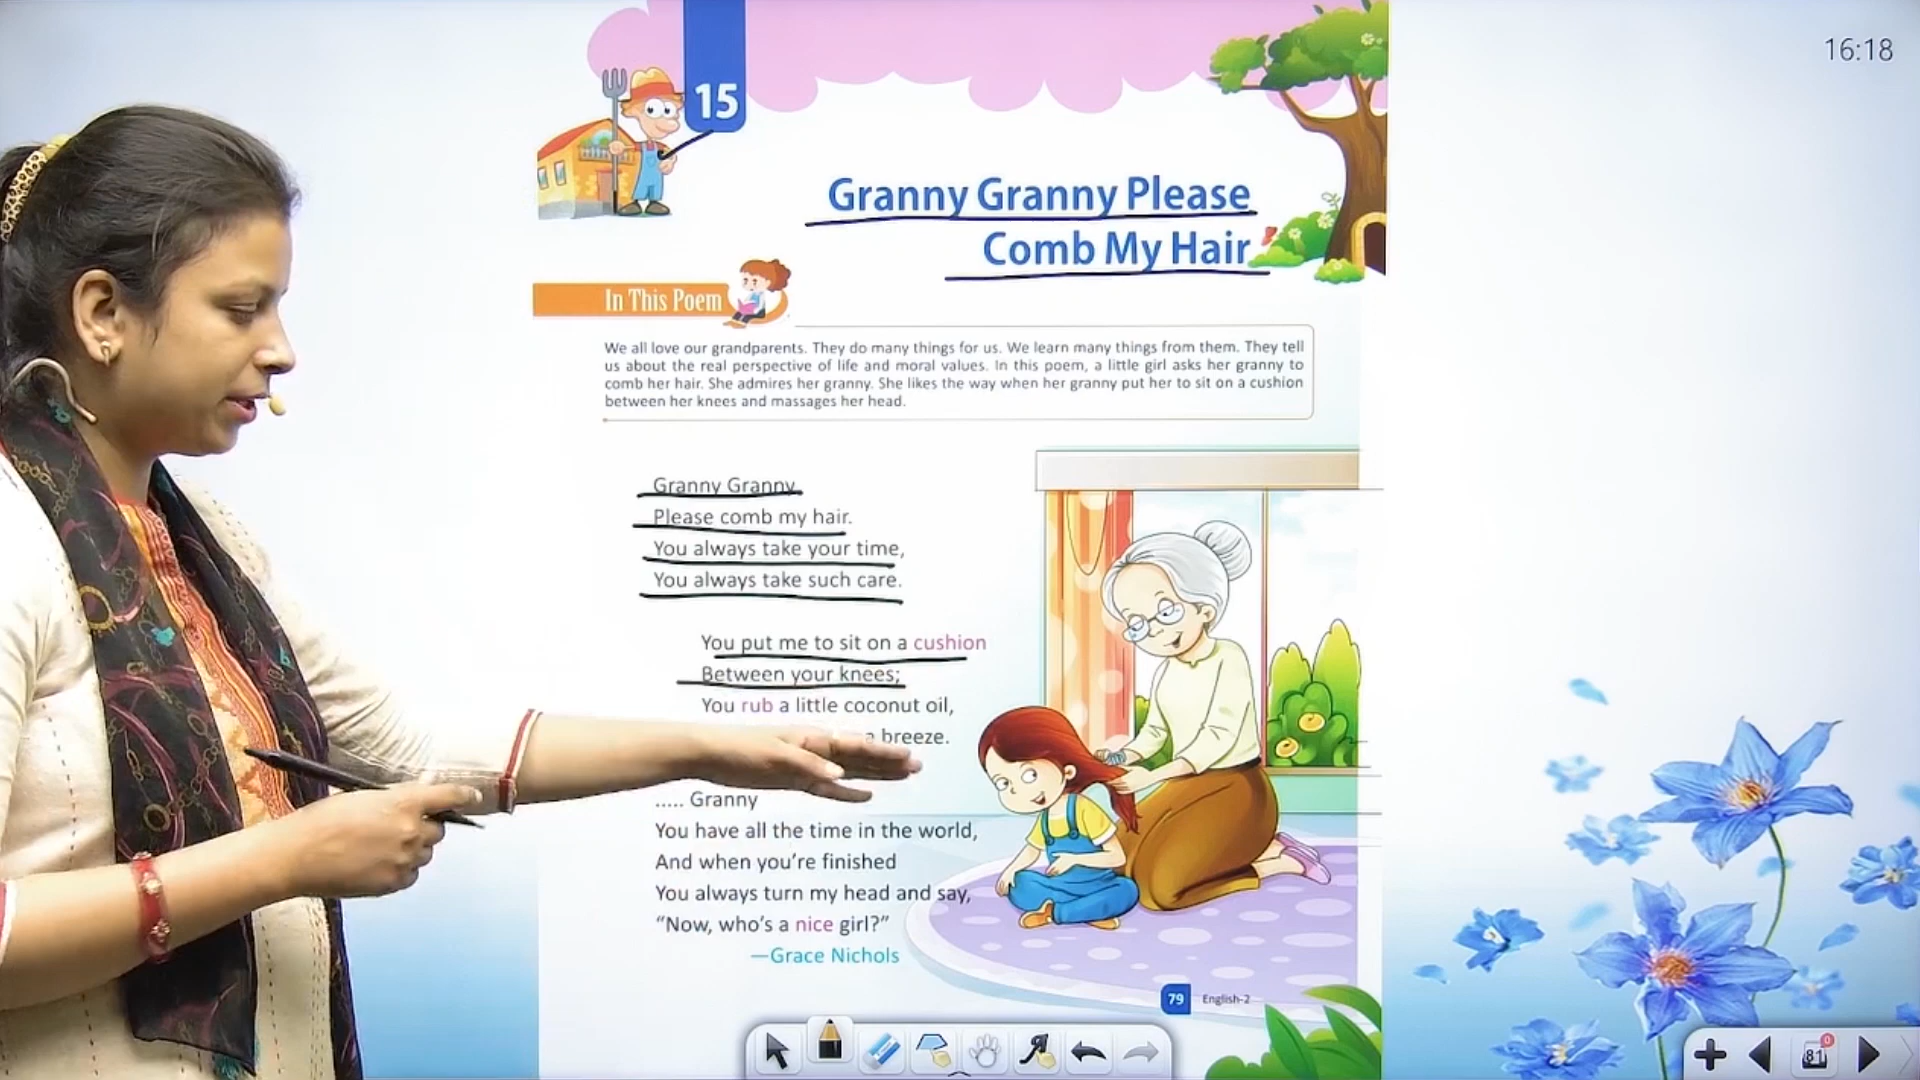 16:18
15
Granny Granny Please
Comb My Hair
In This Poem
We all love our grandparents. They do many things for us. We learn many things from them. They tell
us about the real perspective of life and moral values. In this poem, a little girl asks her granny to
comb her hair. She admires her granny. She likes the way when her granny put her to sit on a cushion
between her knees and massages her head.
Granny Granny
Please comb my hair.
You always take your time,
You always take such care.
You put me to sit on a cushion
Between your knees;
You rub a little coconut oil,
a breeze.
..... Granny
You have all the time in the world,
And when you’re finished
You always turn my head and say,
“Now, who’s a nice girl?”
—Grace Nichols
79 English-2
81
0